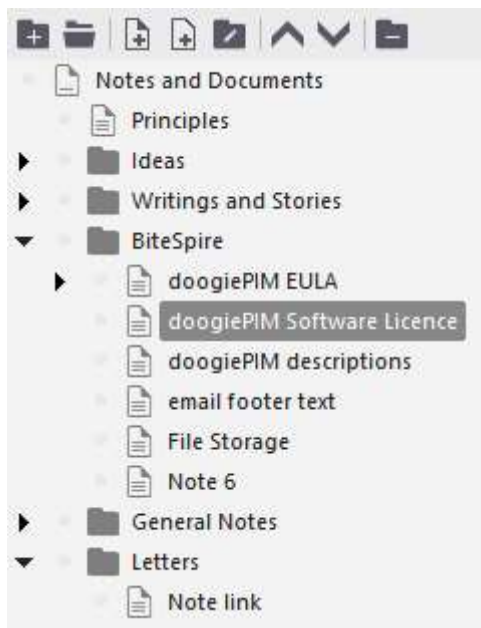 Notes and Documents
Principles
Ideas
Writings and Stories
BiteSpire
doogiePIM EULA
doogiePIM Software Licence
doogiePIM descriptions
email footer text
File Storage
Note 6
General Notes
Letters
Note link